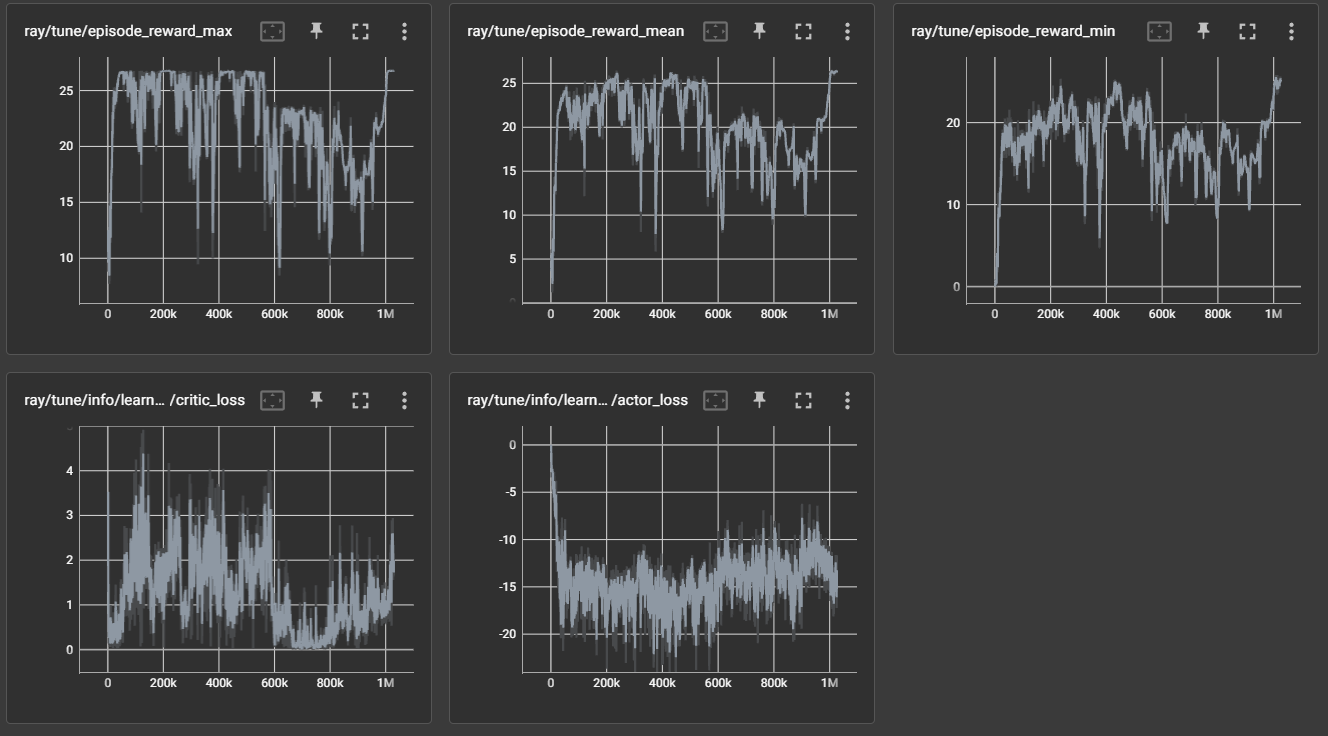 ray/tune/episode_reward_max
25
20
15
10
0
200k
400k
600k
800k
1M
ray/tune/episode_reward_mean
25
20
15
10
5
0
0
200k
400k
600k
800k
1M
ray/tune/episode_reward_min
20
10
0
0
200k
400k
600k
800k
1M
ray/tune/info/learn… /critic_loss
4
3
2
1
0
0
200k
400k
600k
800k
1M
ray/tune/info/learn… /actor_loss
0
-5
-10
-15
-20
0
200k
400k
600k
800k
1M